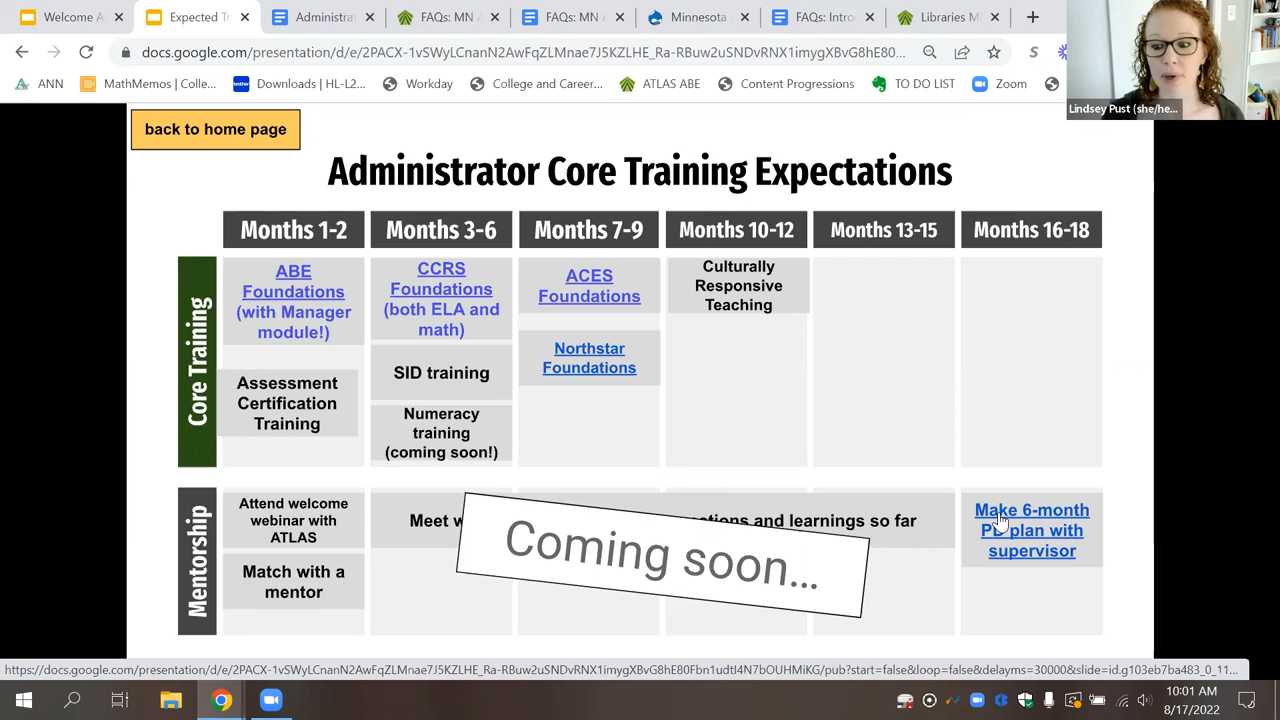 Welcome A
Expected T
Administra
FAQs: MN A
FAQs: MN A
Minnesota
FAQs: Intro
Libraries M
docs.google.com/presentation/d/e/2PACX-1vSWyLCnanN2AwFqZLMnae7J5KZLHE_Ra-RBuw2uSNDvRNX1imygXBvG8hE80...
ANN
MathMemos | Colle...
Downloads | HL-L2...
Workday
College and Career...
ATLAS ABE
Content Progressions
TO DO LIST
Zoom
Lindsey Pust (she/he...
back to home page
Administrator Core Training Expectations
Months 1-2
Months 3-6
Months 7-9
Months 10-12
Months 13-15
Months 16-18
Core Training
ABE
Foundations
(with Manager
module!)
Assessment
Certification
Training
CCRS
Foundations
(both ELA and
math)
SID training
Numeracy
training
(coming soon!)
ACES
Foundations
Northstar
Foundations
Culturally
Responsive
Teaching
Mentorship
Attend welcome
webinar with
ATLAS
Match with a
mentor
Meet
and learnings so far
Coming soon...
Make 6-month
PD plan with
supervisor
https://docs.google.com/presentation/d/e/2PACX-1vSWyLCnanN2AwFqZLMnae7J5KZLHE_Ra-RBuw2uSNDvRNX1imygXBvG8hE80Fbn1udtI4N7bOUHMiKG/pub?start=false&loop=false&delayms=30000&slide=id.g103eb7ba483_0_11...
10:01 AM
8/17/2022